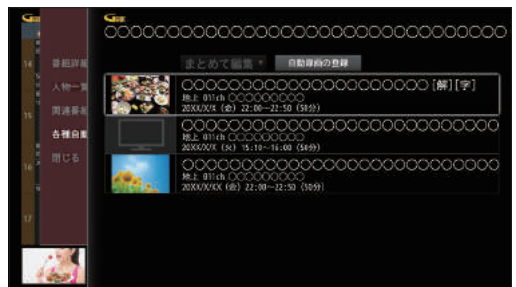 G
G GUIDE
○○○○○○○○○○○○○○○○○○○○○○○○○○○○○○
まとめて編集
自動録画の登録
14
番組詳細
人物一覧
15
関連番組
各種自動
16
閉じる
17
○○○○○○○○○○○○○○○○○○○ [解][字]
地上 011ch ○○○○○○○○○
20XX/X/X (金) 22:00~22:50 (50分)
○○○○○○○○○○○○○○○○○○○○○○○○
地上 011ch ○○○○○○○○
20XX/X/X (火) 15:10~16:00 (50分)
○○○○○○○○○○○○○○○○○○○○○○○○
地上 011ch ○○○○○○○○
20XX/X/XX (金) 22:00~22:50 (50分)